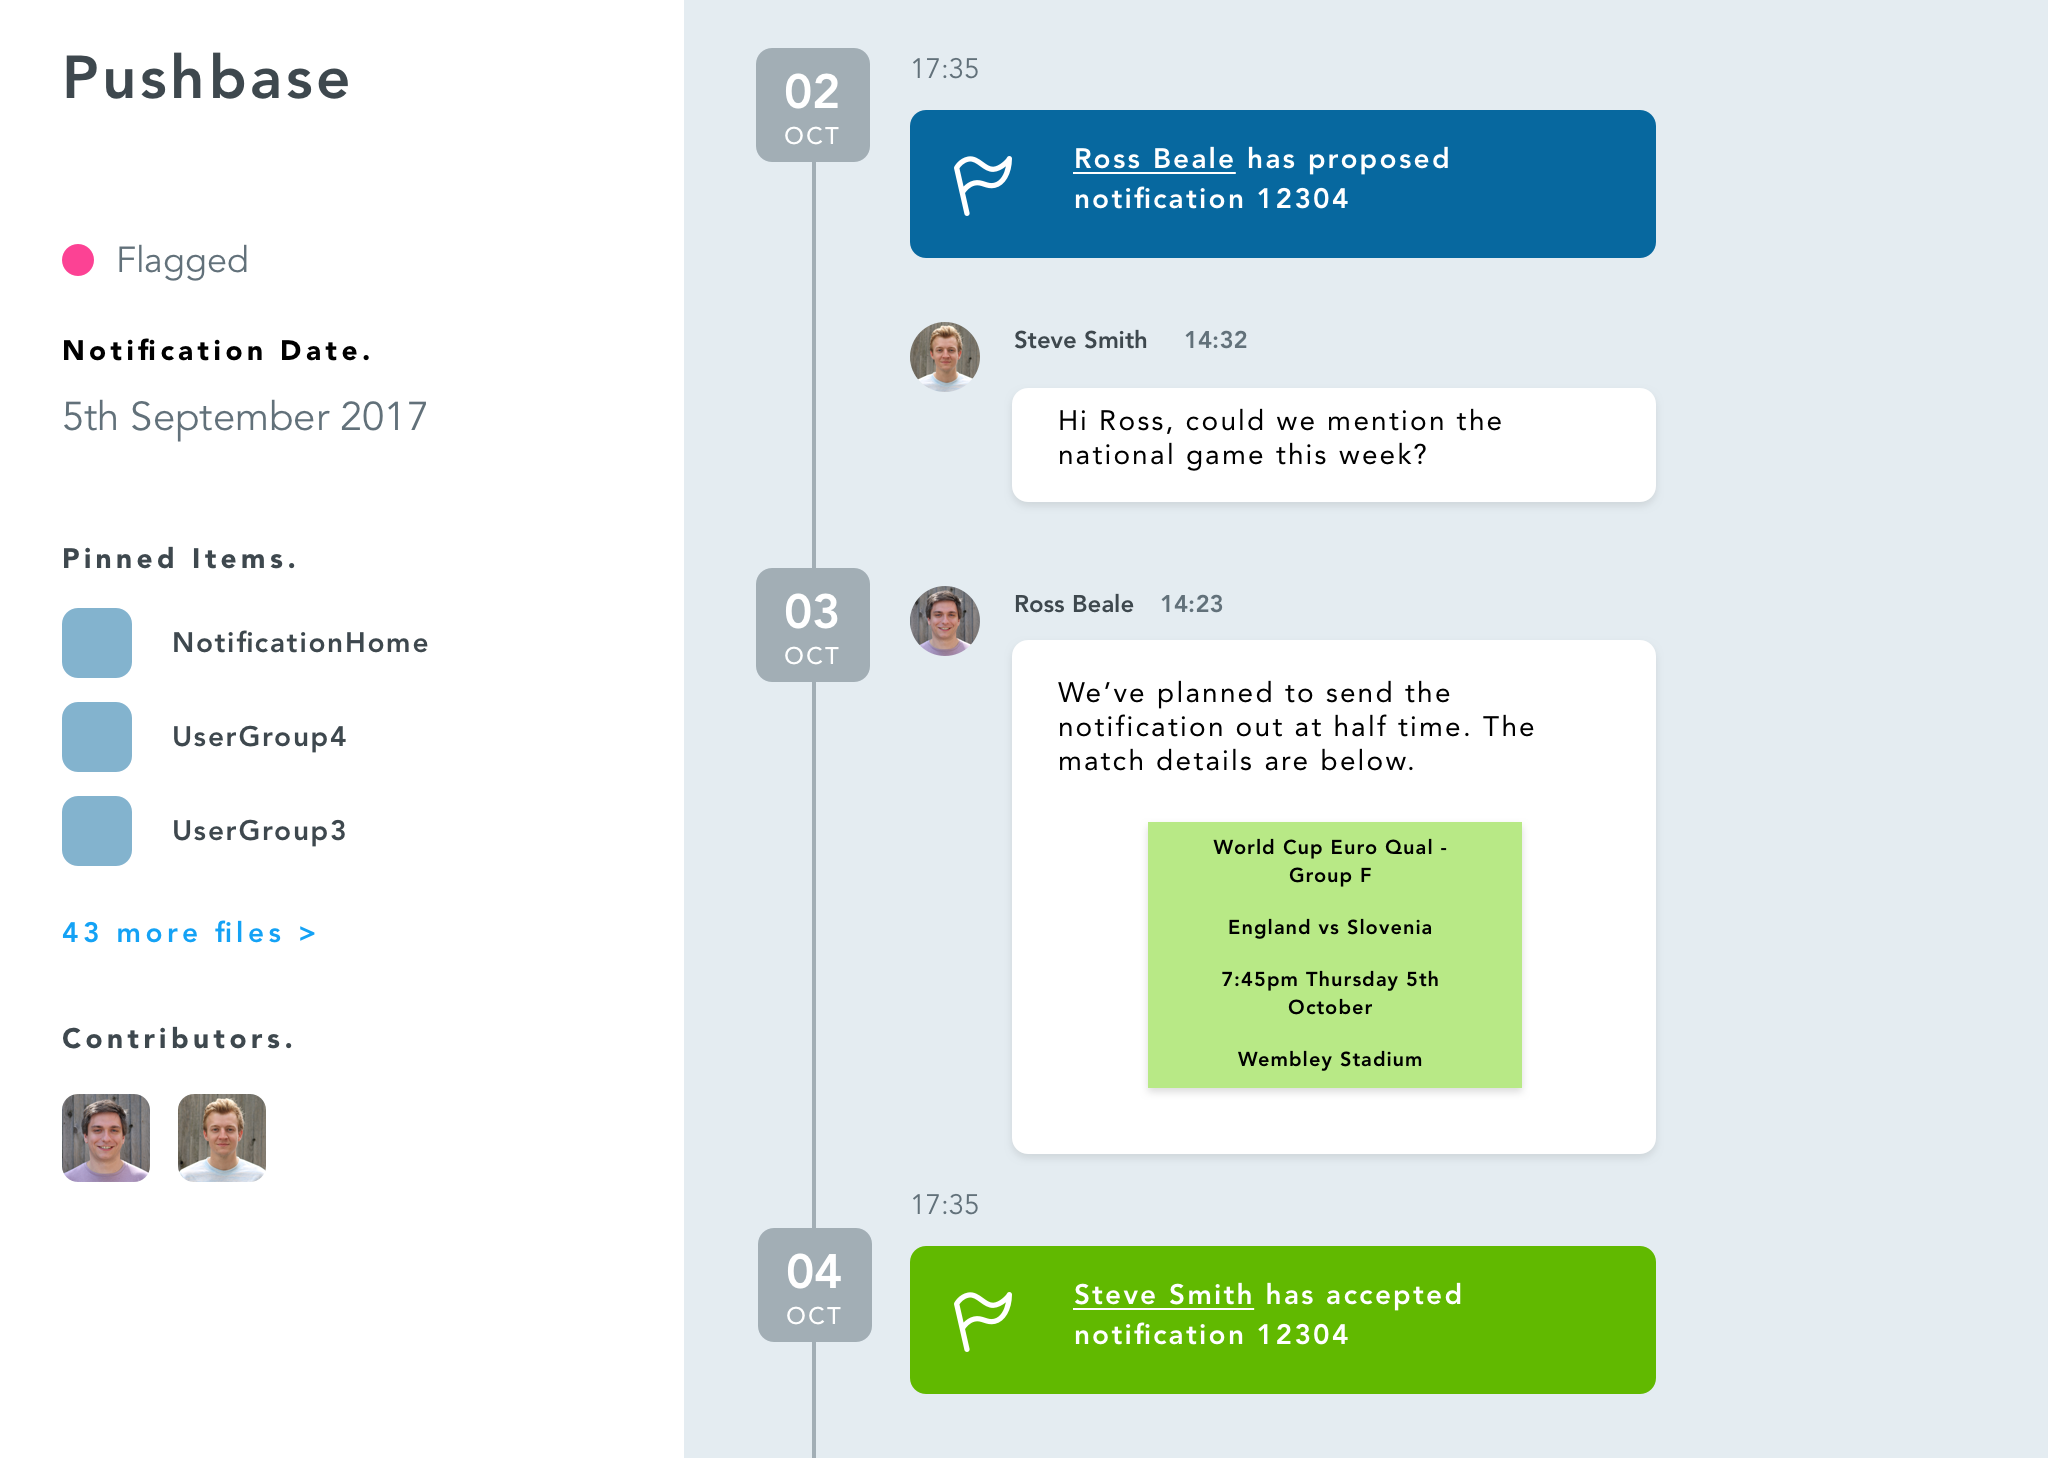 Pushbase
Flagged
Notification Date.
5th September 2017
Pinned Items.
NotificationHome
UserGroup4
UserGroup3
43 more files >
Contributors.
02
OCT
17:35
Ross Beale has proposed
notification 12304
Steve Smith 14:32
Hi Ross, could we mention the
national game this week?
03
OCT
Ross Beale 14:23
We’ve planned to send the
notification out at half time. The
match details are below.
World Cup Euro Qual -
Group F
England vs Slovenia
7:45pm Thursday 5th
October
Wembley Stadium
17:35
04
OCT
Steve Smith has accepted
notification 12304